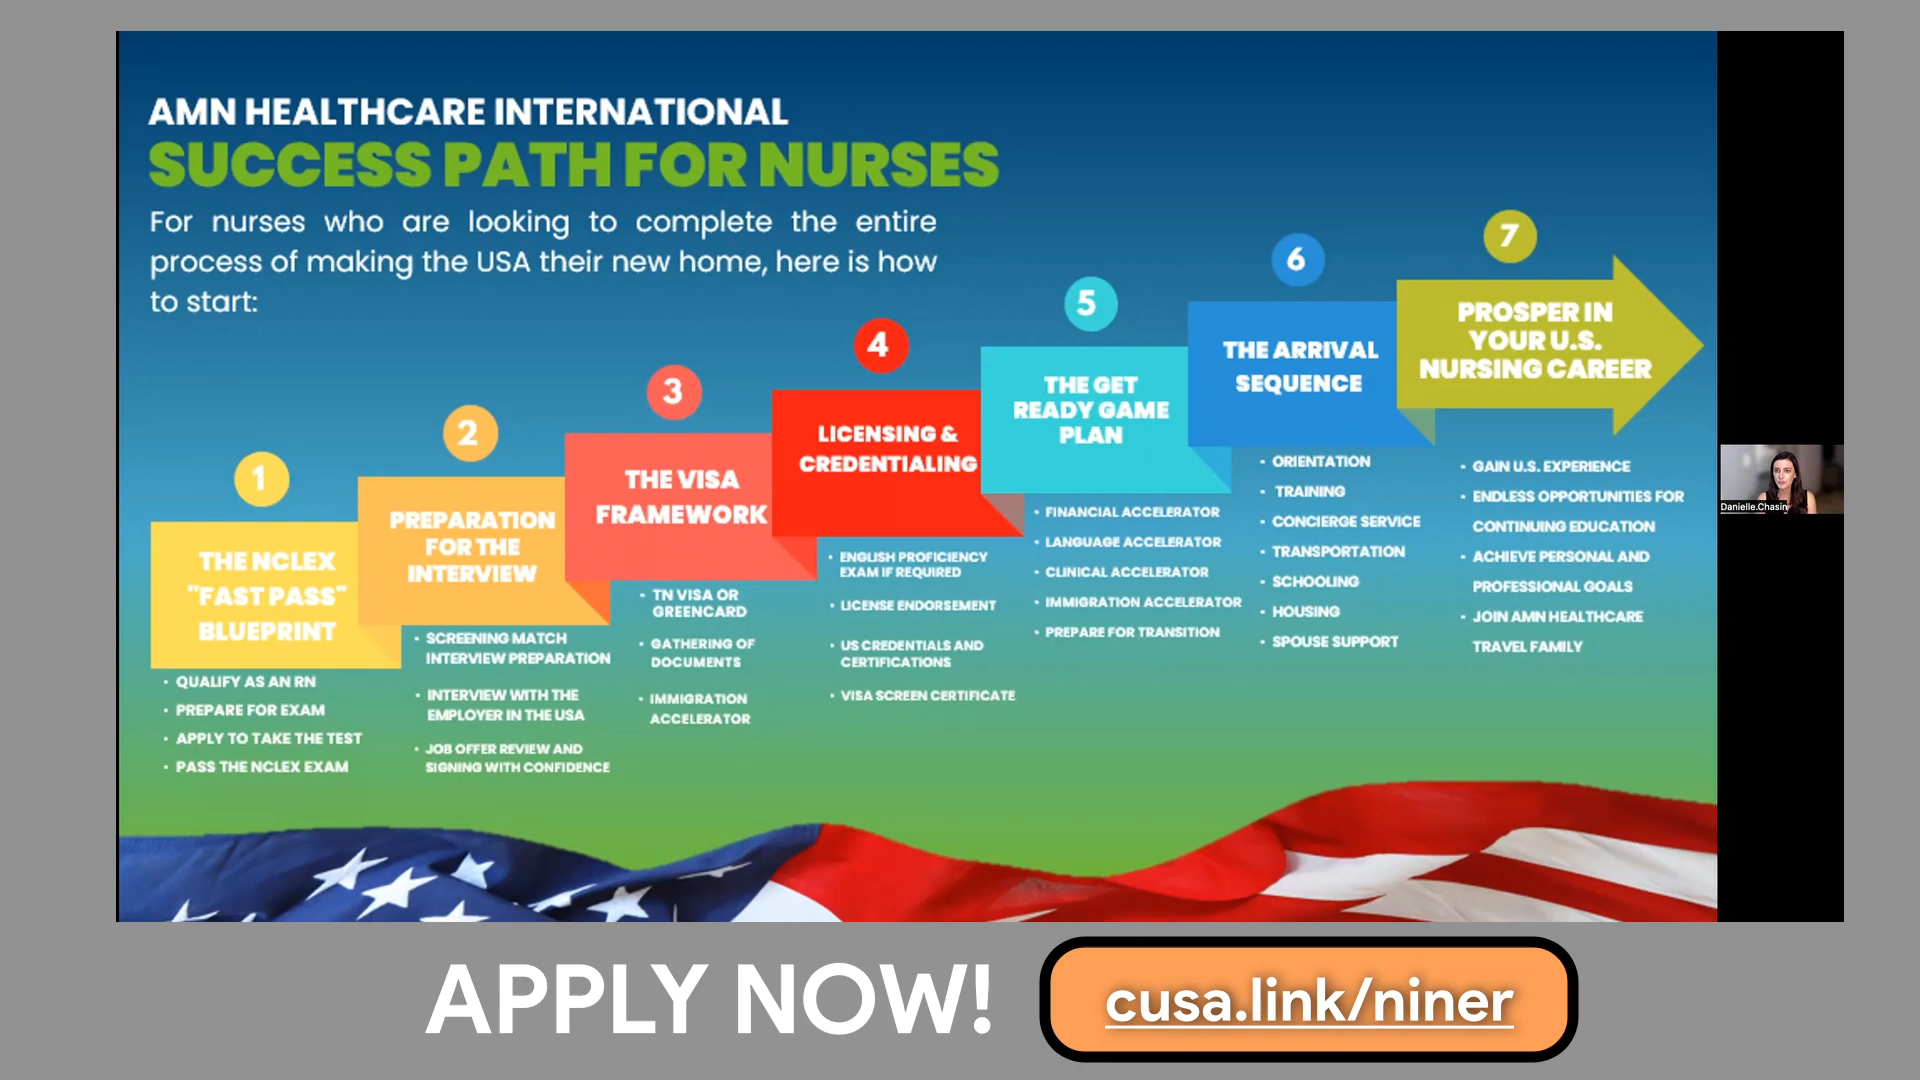 AMN HEALTHCARE INTERNATIONAL
SUCCESS PATH FOR NURSES
For nurses who are looking to complete the entire
process of making the USA their new home, here is how
to start:
1
THE NCLEX
"FAST PASS"
BLUEPRINT
• QUALIFY AS AN RN
• PREPARE FOR EXAM
• APPLY TO TAKE THE TEST
• PASS THE NCLEX EXAM
2
PREPARATION
FOR THE
INTERVIEW
• SCREENING MATCH
INTERVIEW PREPARATION
• INTERVIEW WITH THE
EMPLOYER IN THE USA
• JOB OFFER REVIEW AND
SIGNING WITH CONFIDENCE
3
THE VISA
FRAMEWORK
• TN VISA OR
GREENCARD
• GATHERING OF
DOCUMENTS
• IMMIGRATION
ACCELERATOR
4
LICENSING &
CREDENTIALING
• ENGLISH PROFICIENCY
EXAM IF REQUIRED
• LICENSE ENDORSEMENT
• US CREDENTIALS AND
CERTIFICATIONS
• VISA SCREEN CERTIFICATE
5
THE GET
READY GAME
PLAN
• FINANCIAL ACCELERATOR
• LANGUAGE ACCELERATOR
• CLINICAL ACCELERATOR
• IMMIGRATION ACCELERATOR
• PREPARE FOR TRANSITION
6
THE ARRIVAL
SEQUENCE
• ORIENTATION
• TRAINING
• CONCIERGE SERVICE
• TRANSPORTATION
• SCHOOLING
• HOUSING
• SPOUSE SUPPORT
7
PROSPER IN
YOUR U.S.
NURSING CAREER
• GAIN U.S. EXPERIENCE
• ENDLESS OPPORTUNITIES FOR
CONTINUING EDUCATION
• ACHIEVE PERSONAL AND
PROFESSIONAL GOALS
• JOIN AMN HEALTHCARE
TRAVEL FAMILY
Danielle.Chasin
APPLY NOW!
cusa.link/niner